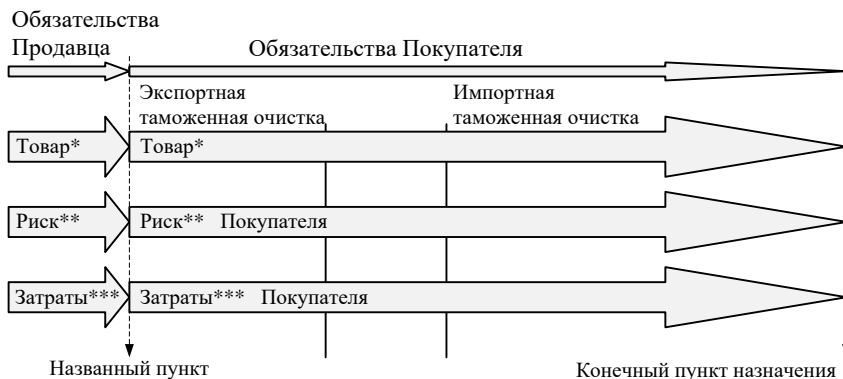 Обязательства
Продавца
Обязательства Покупателя
Экспортная
таможенная очистка
Импортная
таможенная очистка
Товар*
Товар*
Риск**
Риск** Покупателя
Затраты***
Затраты*** Покупателя
Названный пункт
Конечный пункт назначения